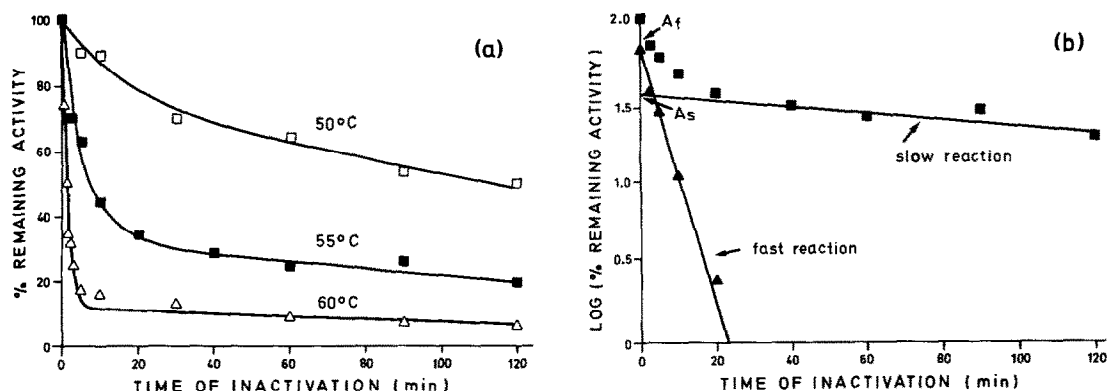 (a)
% REMAINING ACTIVITY
100
80
60
40
20
0
50°C
55°C
60°C
0 20 40 60 80 100 120
TIME OF INACTIVATION (min)
(b)
LOG (% REMAINING ACTIVITY)
2.0
1.5
1.0
0.5
0
Af
As
slow reaction
fast reaction
0 20 40 60 80 100 120
TIME OF INACTIVATION (min)